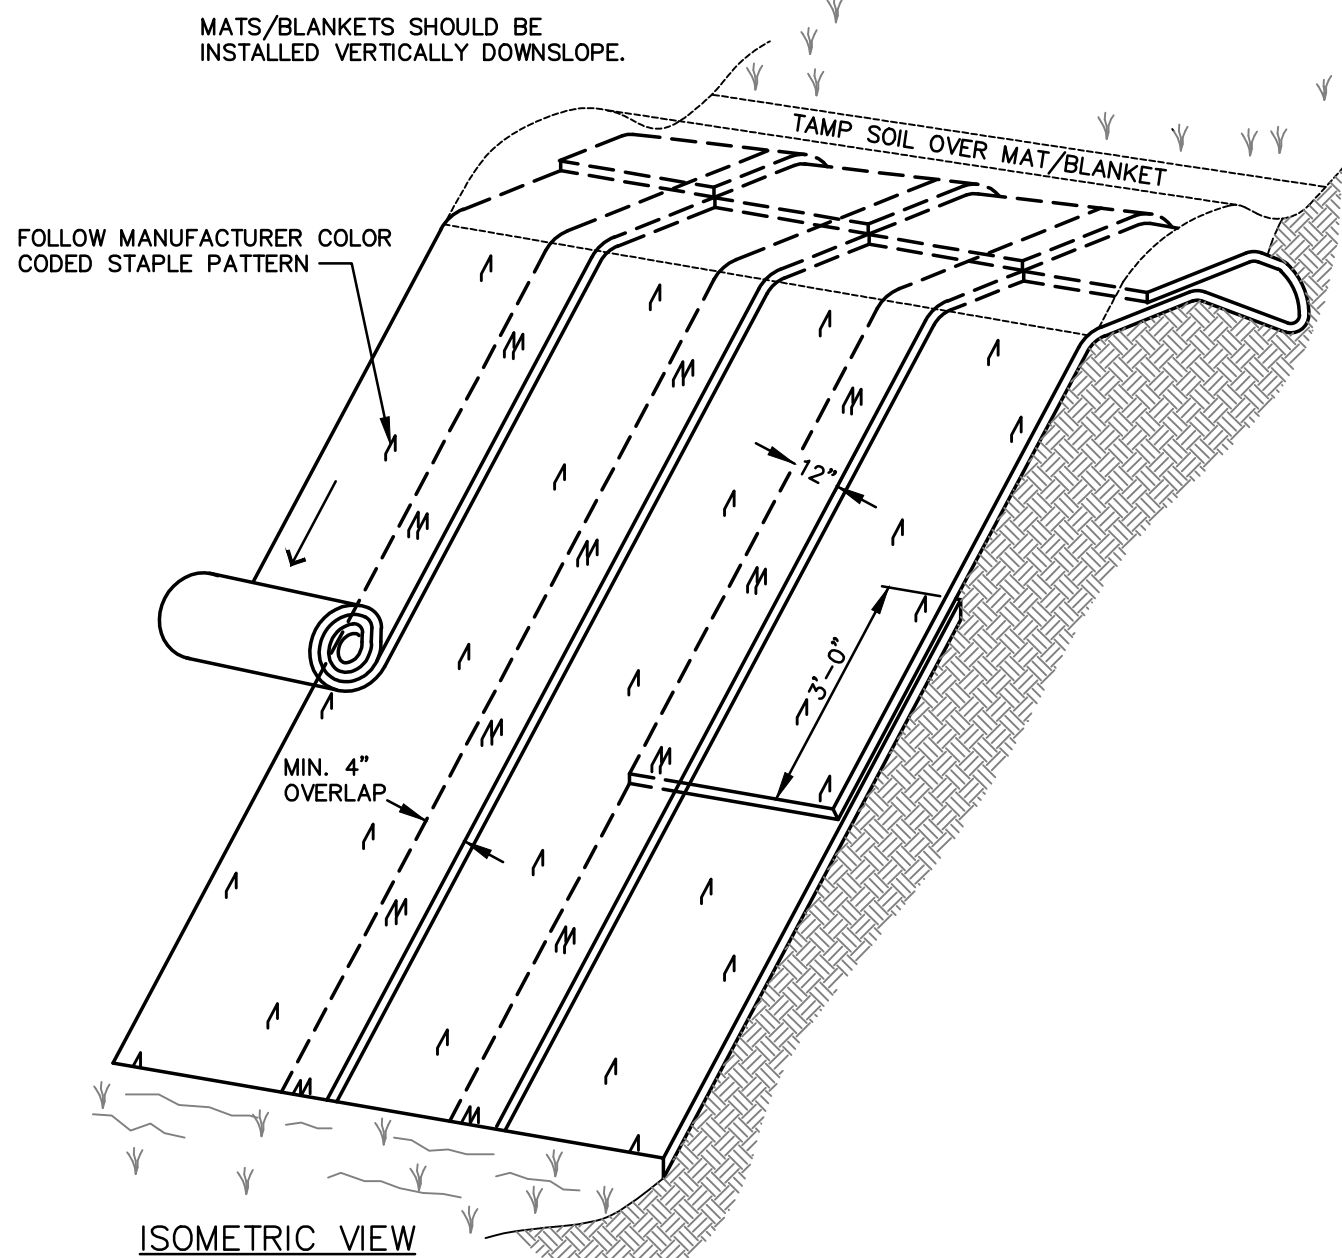 MATS/BLANKETS SHOULD BE
INSTALLED VERTICALLY DOWNSLOPE.
TAMP SOIL OVER MAT/BLANKET
FOLLOW MANUFACTURER COLOR
CODED STAPLE PATTERN
12"
3'-0"
MIN. 4"
OVERLAP
ISOMETRIC VIEW